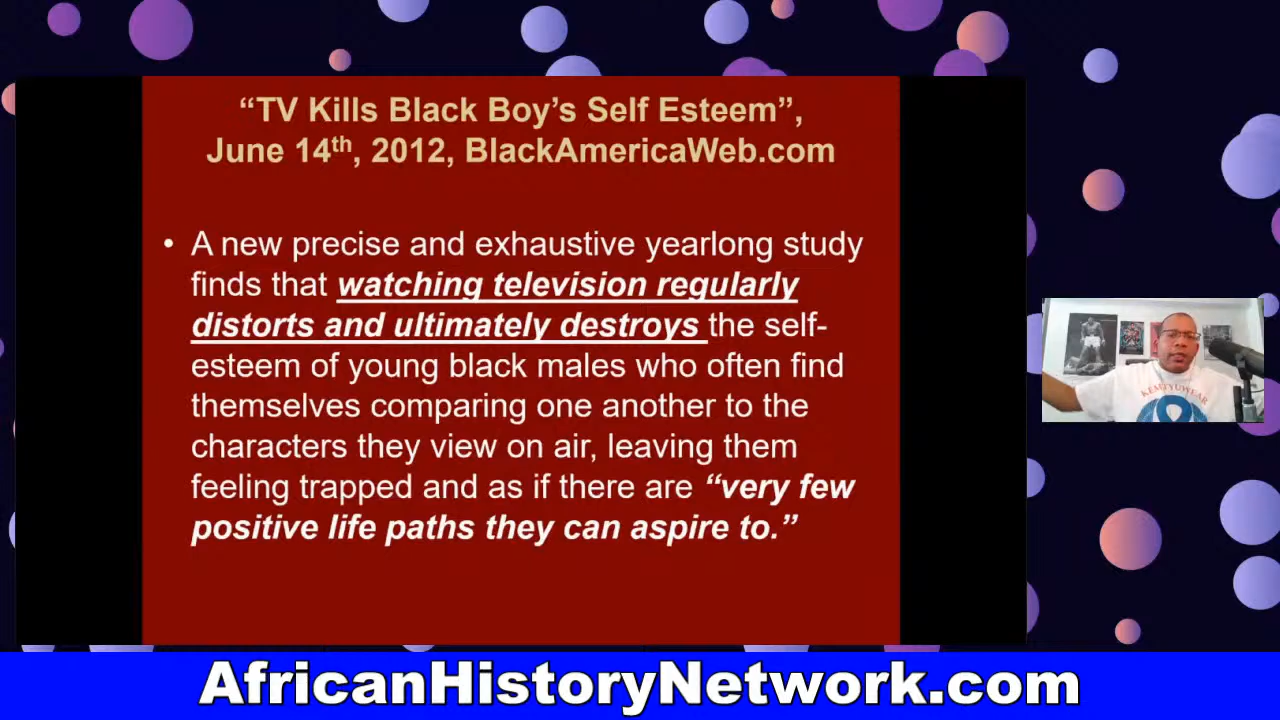 “TV Kills Black Boy’s Self Esteem”,
June 14th, 2012, BlackAmericaWeb.com
• A new precise and exhaustive yearlong study
finds that watching television regularly
distorts and ultimately destroys the self-
esteem of young black males who often find
themselves comparing one another to the
characters they view on air, leaving them
feeling trapped and as if there are “very few
positive life paths they can aspire to.”
KEMETUWEAR
AfricanHistoryNetwork.com